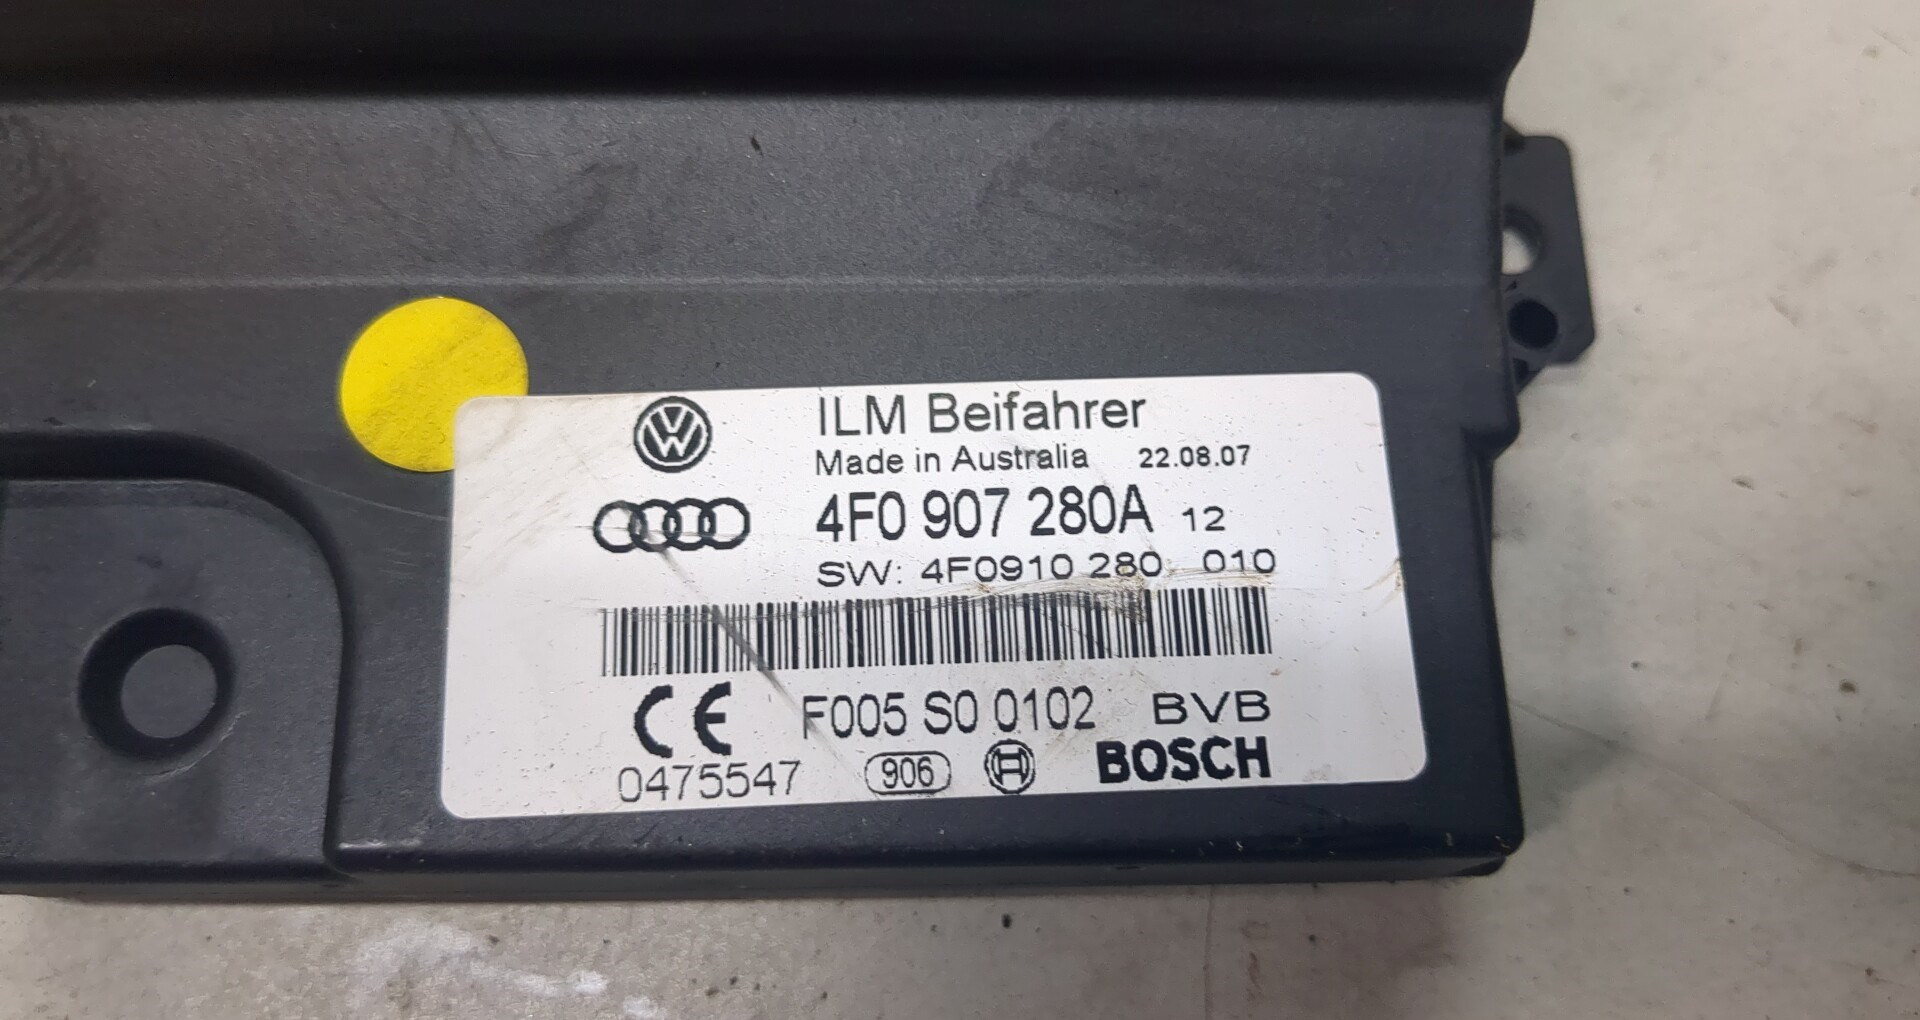 ILM Beifahrer
Made in Australia 22.08.07
4F0 907 280A 12
SW: 4F0910 280 010
CE F005 S0 0102 BVB
0475547 906 BOSCH